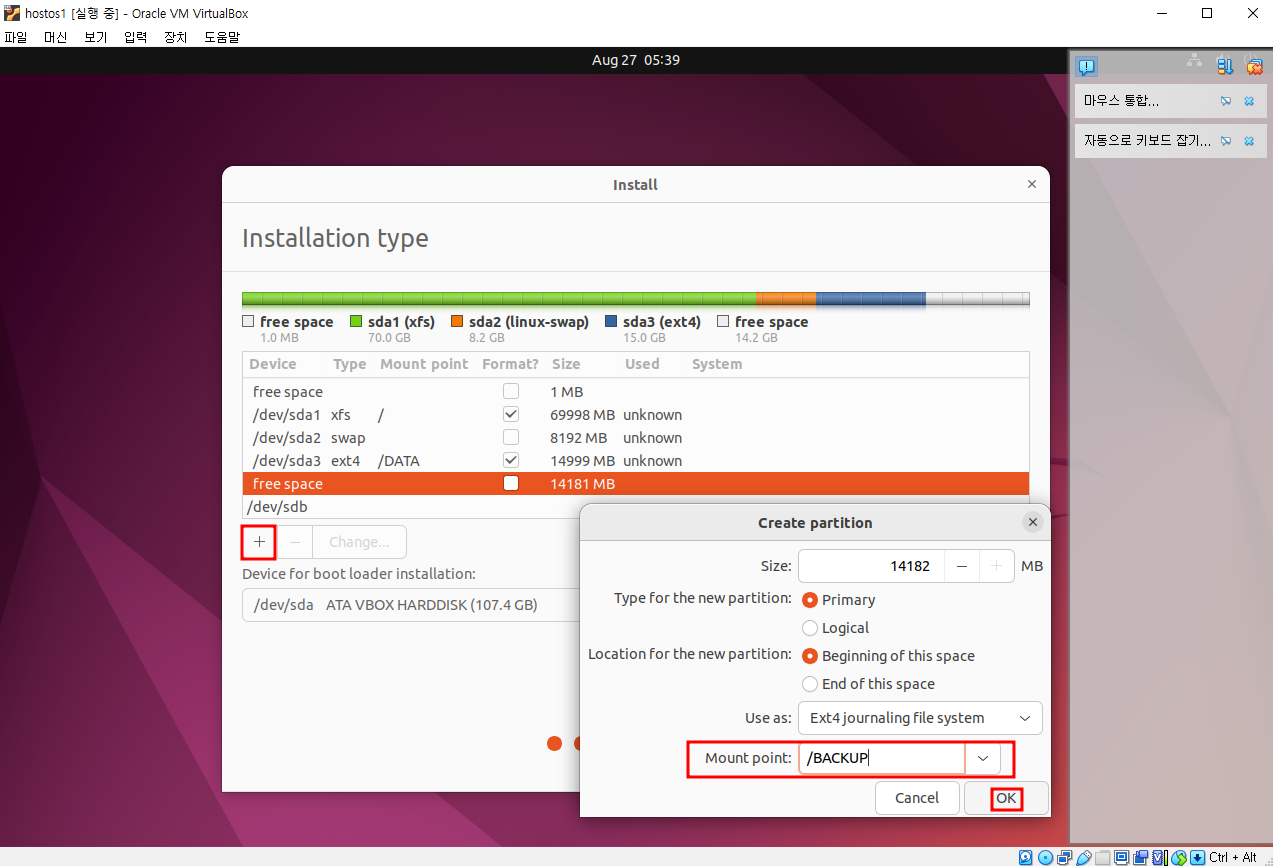 hostos1 [실행 중] - Oracle VM VirtualBox
파일 머신 보기 입력 장치 도움말
Aug 27 05:39
마우스 통합...
자동으로 키보드 잡기...
Install
Installation type
free space sda1 (xfs) sda2 (linux-swap) sda3 (ext4) free space
1.0 MB 70.0 GB 8.2 GB 15.0 GB 14.2 GB
Device Type Mount point Format? Size Used System
free space 1 MB
/dev/sda1 xfs / 69998 MB unknown
/dev/sda2 swap 8192 MB unknown
/dev/sda3 ext4 /DATA 14999 MB unknown
free space 14181 MB
/dev/sdb
+ − Change...
Device for boot loader installation:
/dev/sda ATA VBOX HARDDISK (107.4 GB)
Create partition
Size: 14182 − + MB
Type for the new partition: Primary
Logical
Location for the new partition: Beginning of this space
End of this space
Use as: Ext4 journaling file system
Mount point: /BACKUP
Cancel OK
Ctrl + Alt